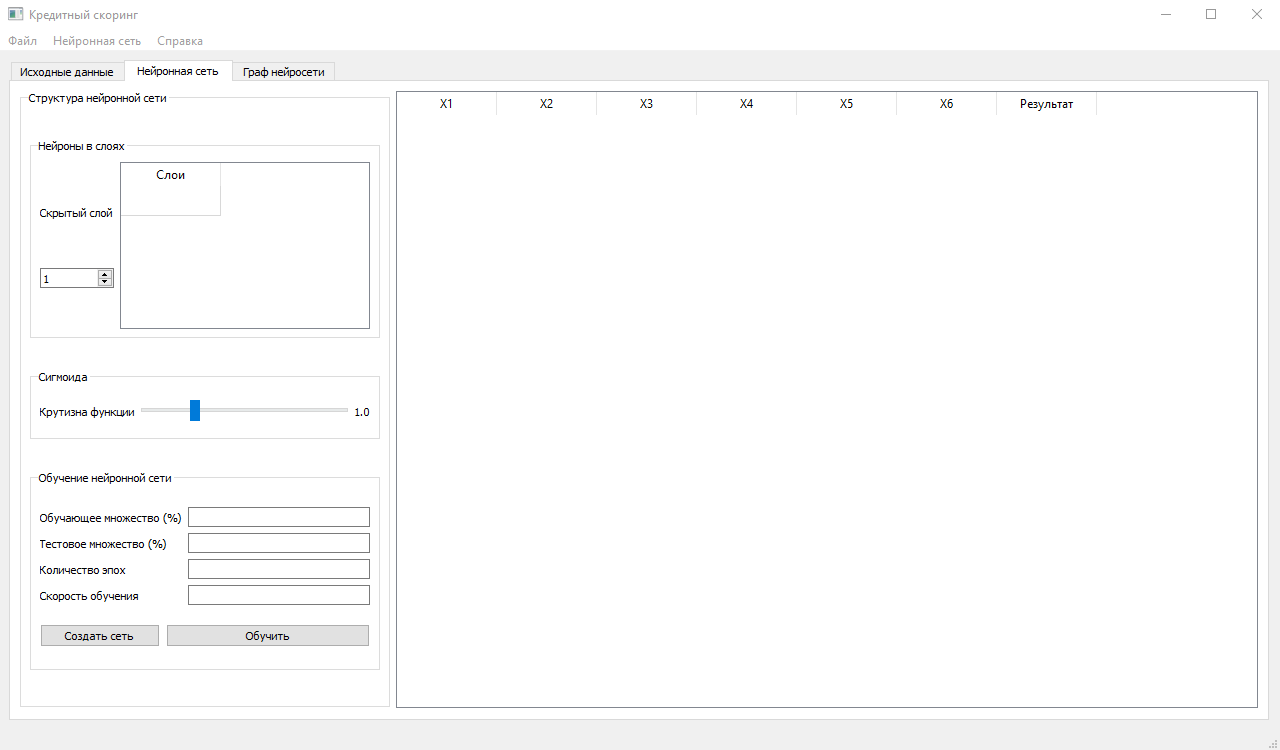 Кредитный скоринг
Файл Нейронная сеть Справка
Исходные данные Нейронная сеть Граф нейросети
Структура нейронной сети
Нейроны в слоях
Слои
Скрытый слой
1
Сигмоида
Крутизна функции 1.0
Обучение нейронной сети
Обучающее множество (%)
Тестовое множество (%)
Количество эпох
Скорость обучения
Создать сеть Обучить
X1 X2 X3 X4 X5 X6 Результат